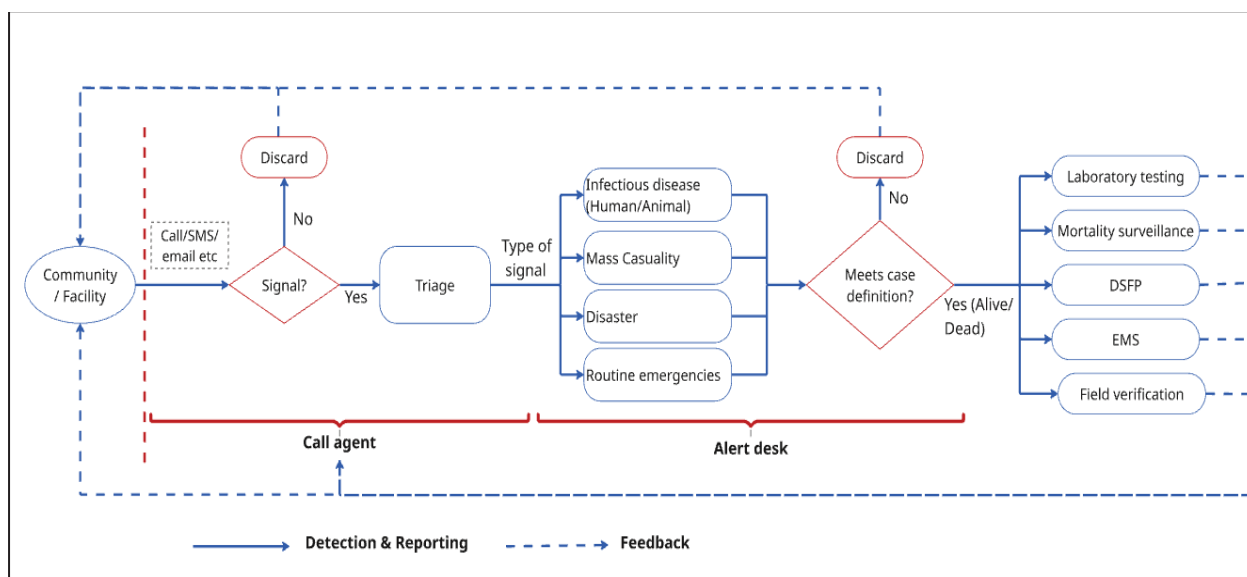 Discard
No
Call/SMS/
email etc
Community
/ Facility
Signal?
Yes
Triage
Type of
signal
Infectious disease
(Human/Animal)
Mass Casuality
Disaster
Routine emergencies
Discard
No
Meets case
definition?
Yes (Alive/
Dead)
Laboratory testing
Mortality surveillance
DSFP
EMS
Field verification
Call agent
Alert desk
Detection & Reporting
Feedback